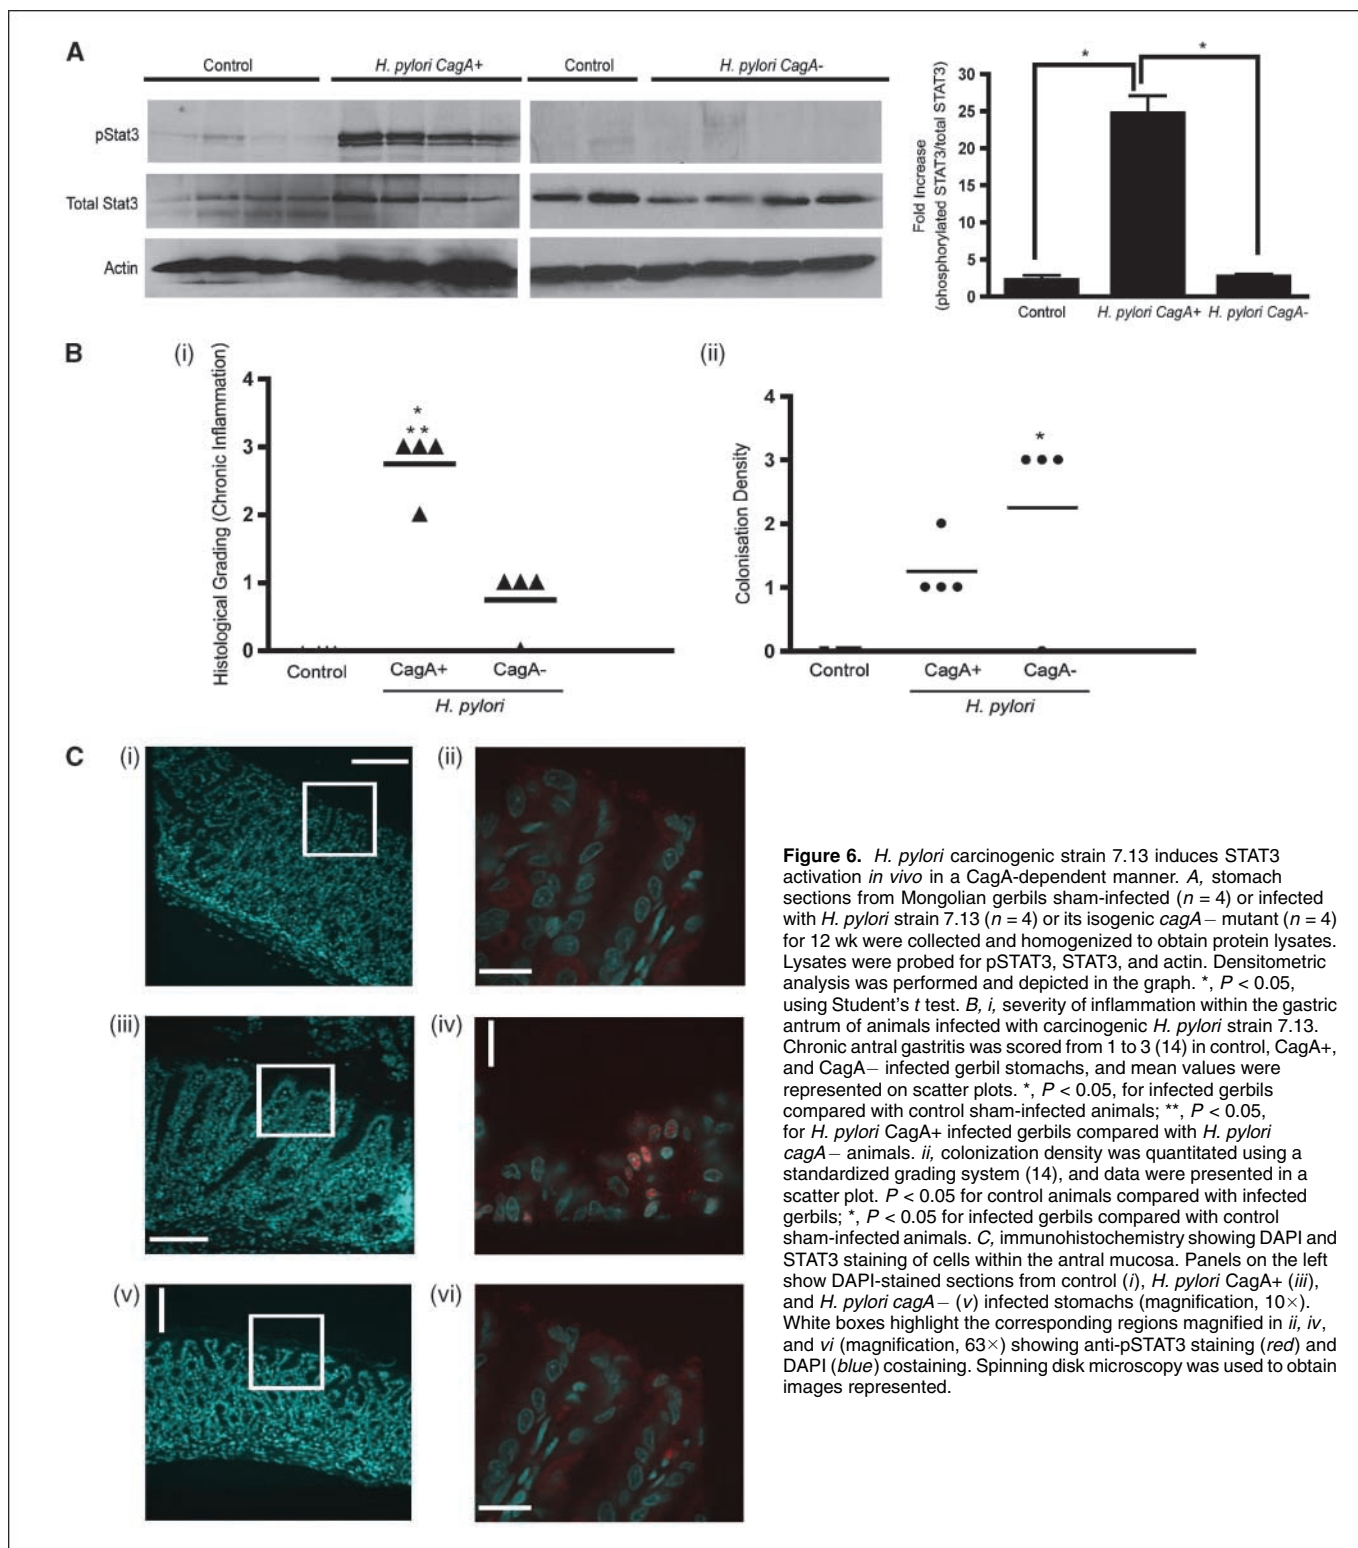 A
Control
H. pylori CagA+
Control
H. pylori CagA-
pStat3
Total Stat3
Actin
Fold Increase
(phosphorylated STAT3/total STAT3)
30
25
20
15
10
5
0
*
*
Control
H. pylori CagA+
H. pylori CagA-
B
(i)
Histological Grading (Chronic Inflammation)
4
3
2
1
0
*
**
Control
CagA+
CagA-
H. pylori
(ii)
Colonisation Density
4
3
2
1
0
*
Control
CagA+
CagA-
H. pylori
C
(i)
(ii)
(iii)
(iv)
(v)
(vi)
Figure 6. H. pylori carcinogenic strain 7.13 induces STAT3
activation in vivo in a CagA-dependent manner. A, stomach
sections from Mongolian gerbils sham-infected (n = 4) or infected
with H. pylori strain 7.13 (n = 4) or its isogenic cagA− mutant (n = 4)
for 12 wk were collected and homogenized to obtain protein lysates.
Lysates were probed for pSTAT3, STAT3, and actin. Densitometric
analysis was performed and depicted in the graph. *, P < 0.05,
using Student's t test. B, i, severity of inflammation within the gastric
antrum of animals infected with carcinogenic H. pylori strain 7.13.
Chronic antral gastritis was scored from 1 to 3 (14) in control, CagA+,
and CagA− infected gerbil stomachs, and mean values were
represented on scatter plots. *, P < 0.05, for infected gerbils
compared with control sham-infected animals; **, P < 0.05,
for H. pylori CagA+ infected gerbils compared with H. pylori
cagA− animals. ii, colonization density was quantitated using a
standardized grading system (14), and data were presented in a
scatter plot. P < 0.05 for control animals compared with infected
gerbils; *, P < 0.05 for infected gerbils compared with control
sham-infected animals. C, immunohistochemistry showing DAPI and
STAT3 staining of cells within the antral mucosa. Panels on the left
show DAPI-stained sections from control (i), H. pylori CagA+ (iii),
and H. pylori cagA− (v) infected stomachs (magnification, 10×).
White boxes highlight the corresponding regions magnified in ii, iv,
and vi (magnification, 63×) showing anti-pSTAT3 staining (red) and
DAPI (blue) costaining. Spinning disk microscopy was used to obtain
images represented.